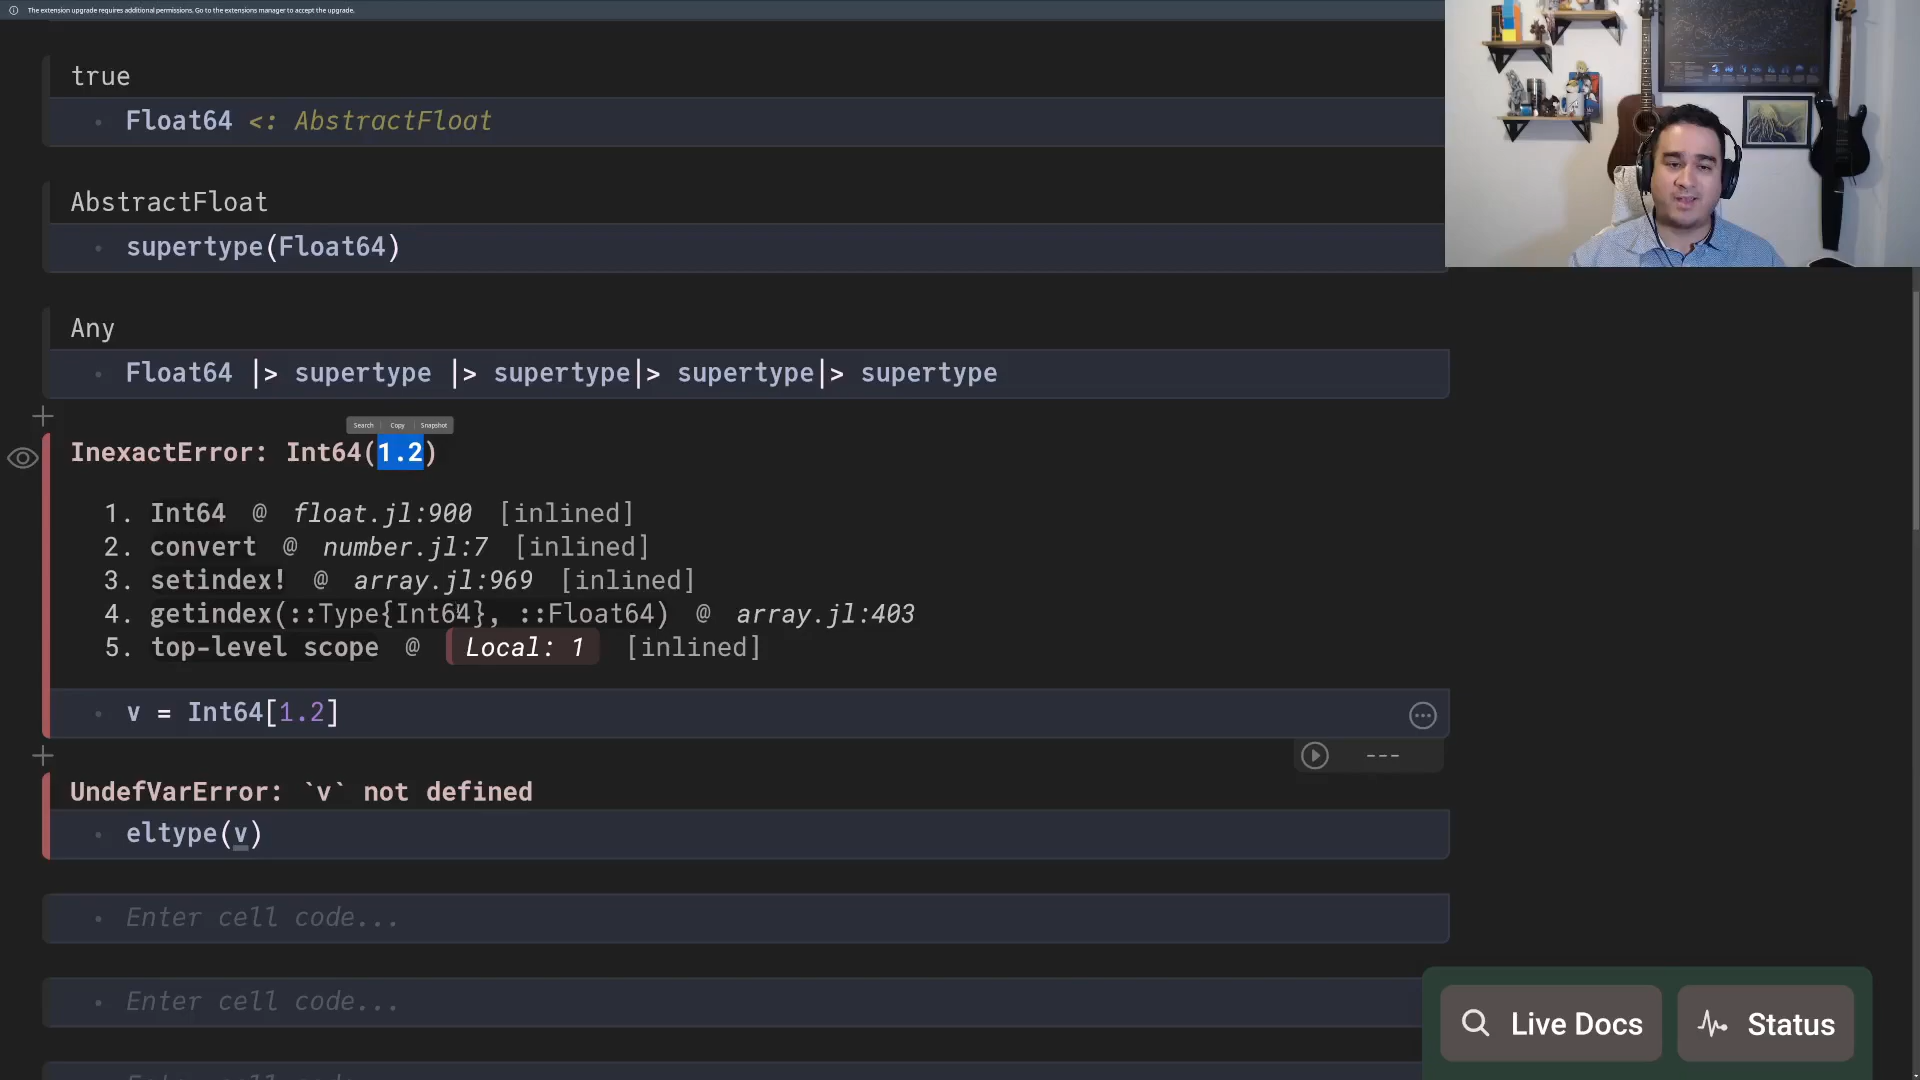 The extension upgrade requires additional permissions. Go to the extensions manager to accept the upgrade.
true
Float64 <: AbstractFloat
AbstractFloat
supertype(Float64)
Any
Float64 |> supertype |> supertype|> supertype|> supertype
Search Copy Snapshot
InexactError: Int64(1.2)
1. Int64 @ float.jl:900 [inlined]
2. convert @ number.jl:7 [inlined]
3. setindex! @ array.jl:969 [inlined]
4. getindex(::Type{Int64}, ::Float64) @ array.jl:403
5. top-level scope @ Local: 1 [inlined]
v = Int64[1.2]
---
UndefVarError: `v` not defined
eltype(v)
Enter cell code...
Enter cell code...
Live Docs
Status